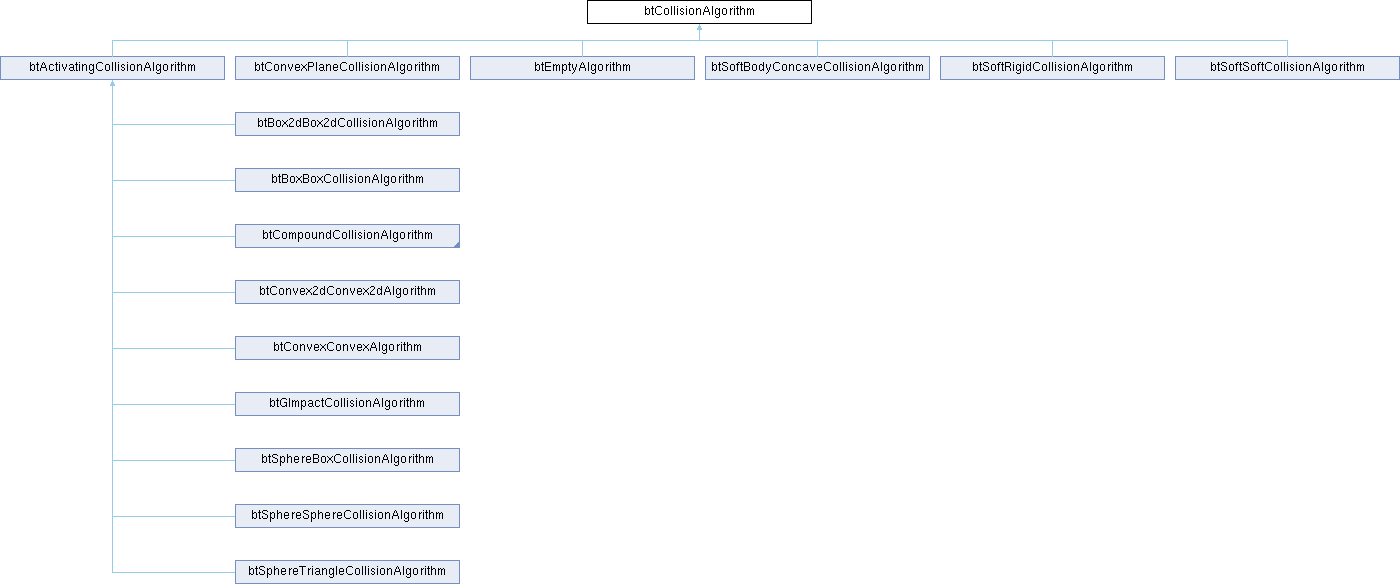 btCollisionAlgorithm
btActivatingCollisionAlgorithm
btConvexPlaneCollisionAlgorithm
btEmptyAlgorithm
btSoftBodyConcaveCollisionAlgorithm
btSoftRigidCollisionAlgorithm
btSoftSoftCollisionAlgorithm
btBox2dBox2dCollisionAlgorithm
btBoxBoxCollisionAlgorithm
btCompoundCollisionAlgorithm
btConvex2dConvex2dAlgorithm
btConvexConvexAlgorithm
btGImpactCollisionAlgorithm
btSphereBoxCollisionAlgorithm
btSphereSphereCollisionAlgorithm
btSphereTriangleCollisionAlgorithm